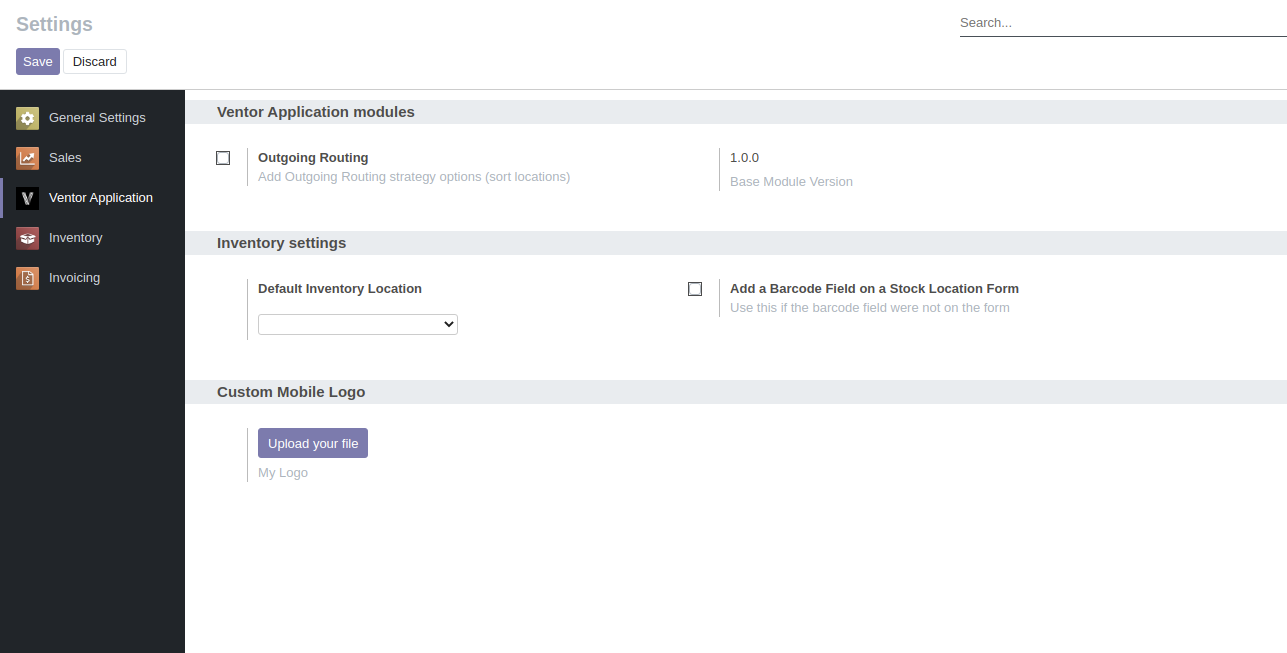 Settings
Search...
Save Discard
General Settings
Sales
Ventor Application
Inventory
Invoicing
Ventor Application modules
Outgoing Routing
Add Outgoing Routing strategy options (sort locations)
1.0.0
Base Module Version
Inventory settings
Default Inventory Location
Add a Barcode Field on a Stock Location Form
Use this if the barcode field were not on the form
Custom Mobile Logo
Upload your file
My Logo